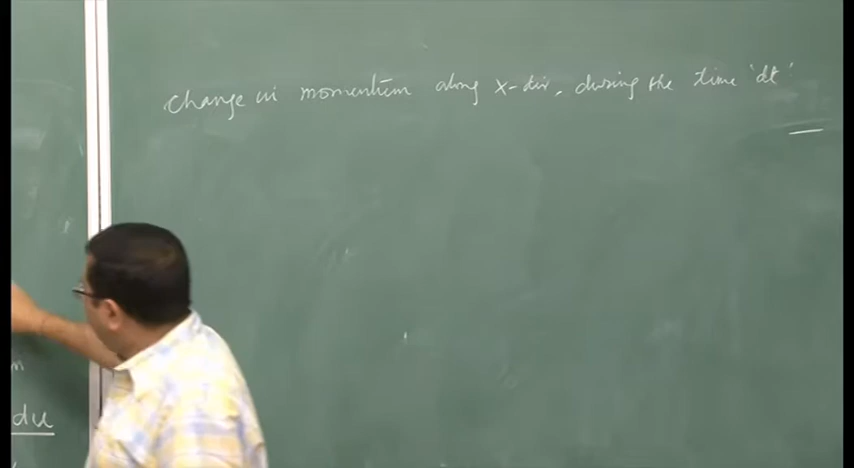 change in momentum along x-dir, during the time 'dt'
m
du